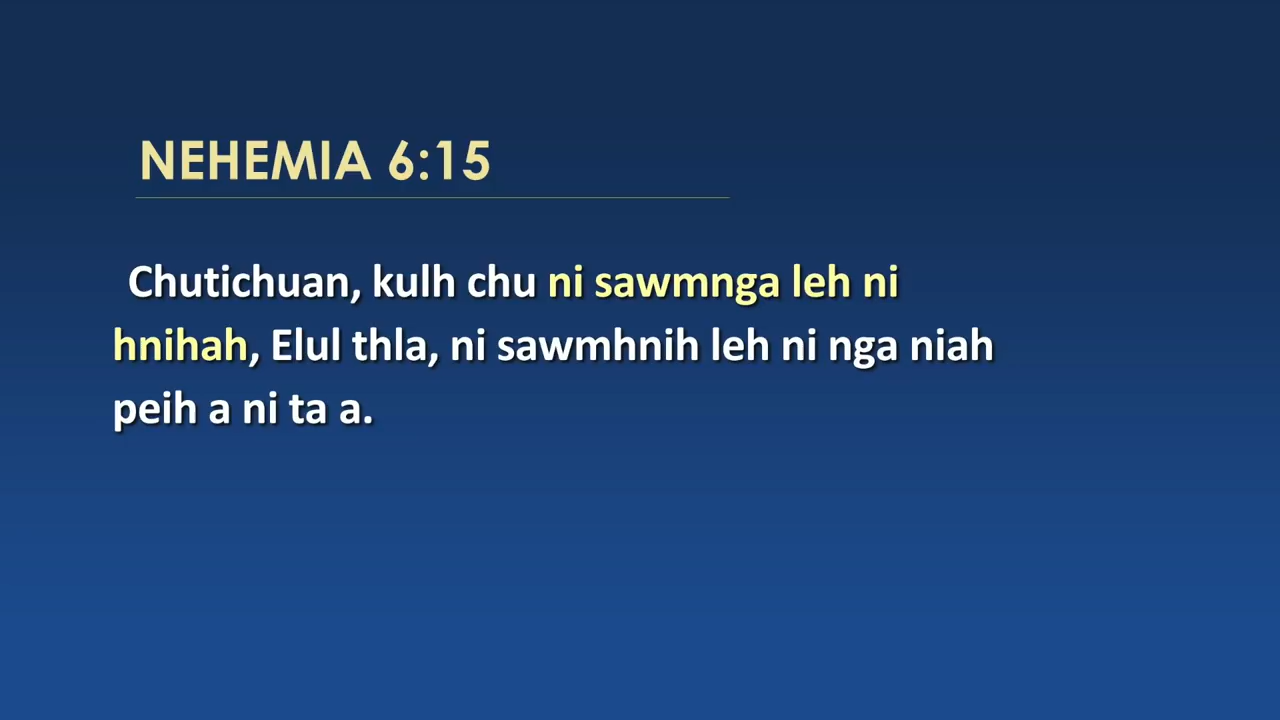 NEHEMIA 6:15
Chutichuan, kulh chu ni sawmnga leh ni
hnihah, Elul thla, ni sawmhnih leh ni nga niah
peih a ni ta a.